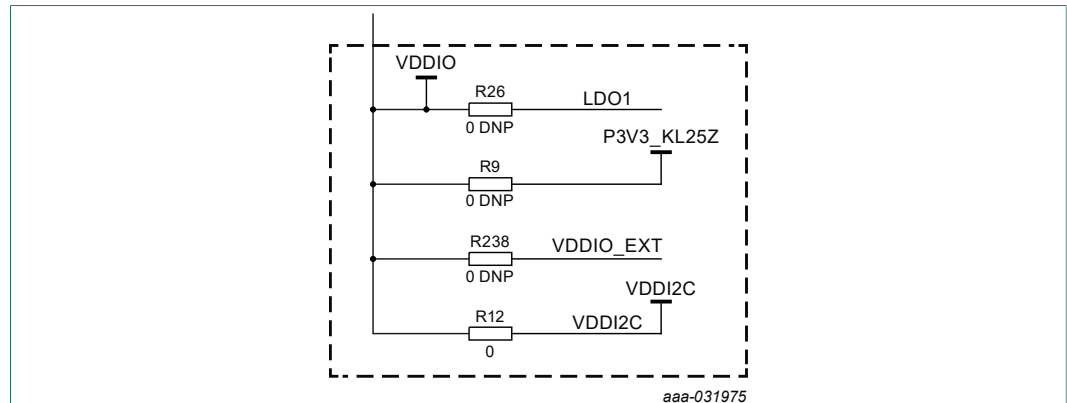 VDDIO
R26
LDO1
0 DNP
P3V3_KL25Z
R9
0 DNP
R238
VDDIO_EXT
0 DNP
VDDI2C
R12
VDDI2C
0
aaa-031975